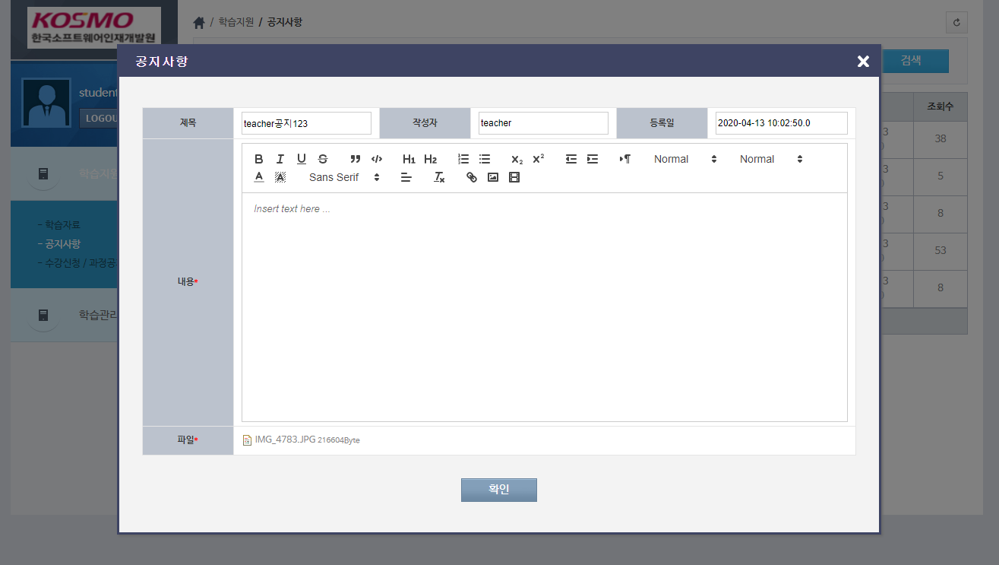 KOSMO
한국소프트웨어인재개발원
/ 학습지원 / 공지사항
검색
공지사항
student
LOGOU
조회수
제목
teacher공지123
작성자
teacher
등록일
2020-04-13 10:02:50.0
3
38
학습지원
B I U S H1 H2 X2 X2 Normal Normal
3
5
A A Sans Serif Tx
Insert text here ...
3
8
- 학습자료
- 공지사항
3
53
- 수강신청 / 과정공
내용*
3
8
학습관리
파일*
IMG_4783.JPG 216604Byte
확인